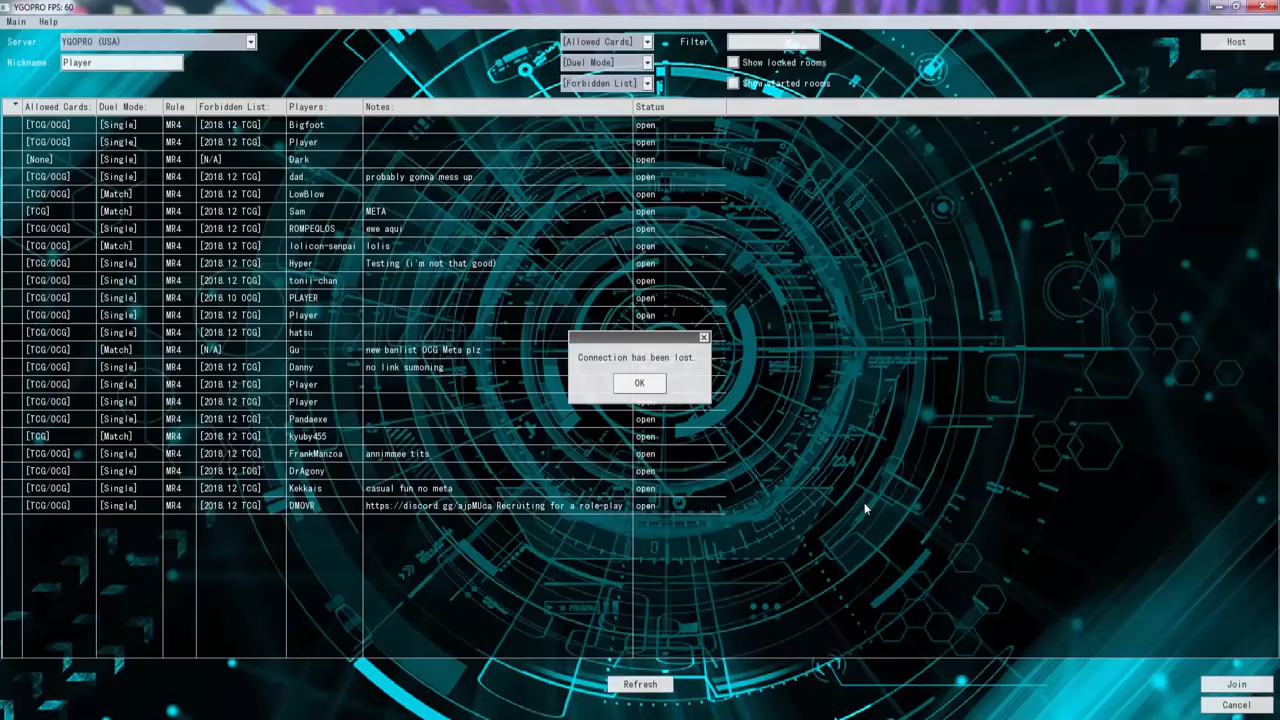 YGOPRO FPS: 60
Main Help
Server: YGOPRO (USA) [Allowed Cards] Filter Host
Nickname: Player [Duel Mode] Show locked rooms
[Forbidden List] Show started rooms
Allowed Cards: Duel Mode: Rule Forbidden List: Players: Notes: Status
[TCG/OCG] [Single] MR4 [2018.12 TCG] Bigfoot open
[TCG/OCG] [Single] MR4 [2018.12 TCG] Player open
[None] [Single] MR4 [N/A] Dark open
[TCG/OCG] [Single] MR4 [2018.12 TCG] dad probably gonna mess up open
[TCG/OCG] [Match] MR4 [2018.12 TCG] LowBlow open
[TCG] [Match] MR4 [2018.12 TCG] Sam META open
[TCG/OCG] [Single] MR4 [2018.12 TCG] ROMPEQLOS ewe aqui open
[TCG/OCG] [Match] MR4 [2018.12 TCG] lolicon-senpai lolis open
[TCG/OCG] [Single] MR4 [2018.12 TCG] Hyper Testing (i'm not that good) open
[TCG/OCG] [Single] MR4 [2018.12 TCG] tonii-chan open
[TCG/OCG] [Single] MR4 [2018.10 OCG] PLAYER open
[TCG/OCG] [Single] MR4 [2018.12 TCG] Player open
[TCG/OCG] [Single] MR4 [2018.12 TCG] hatsu
[TCG/OCG] [Match] MR4 [N/A] Gu new banlist OCG Meta plz
[TCG/OCG] [Single] MR4 [2018.12 TCG] Danny no link sumoning
[TCG/OCG] [Single] MR4 [2018.12 TCG] Player
[TCG/OCG] [Single] MR4 [2018.12 TCG] Player open
[TCG/OCG] [Single] MR4 [2018.12 TCG] Pandaexe open
[TCG] [Match] MR4 [2018.12 TCG] kyuby455 open
[TCG/OCG] [Single] MR4 [2018.12 TCG] FrankManzoa annimmee tits open
[TCG/OCG] [Single] MR4 [2018.12 TCG] DrAgony open
[TCG/OCG] [Single] MR4 [2018.12 TCG] Kekkais casual fun no meta open
[TCG/OCG] [Single] MR4 [2018.12 TCG] DMOVR https://discord.gg/ajpMUca Recruiting for a role-play open
Connection has been lost.
OK
Refresh Join
Cancel